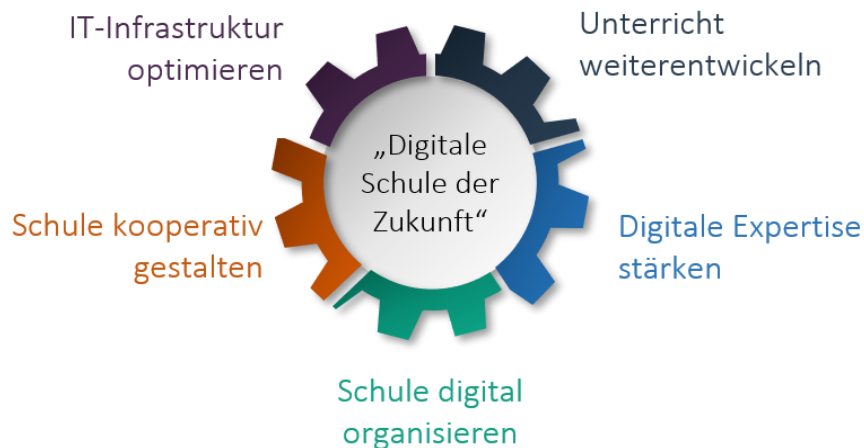 IT-Infrastruktur
optimieren
Unterricht
weiterentwickeln
„Digitale
Schule der
Zukunft“
Schule kooperativ
gestalten
Digitale Expertise
stärken
Schule digital
organisieren